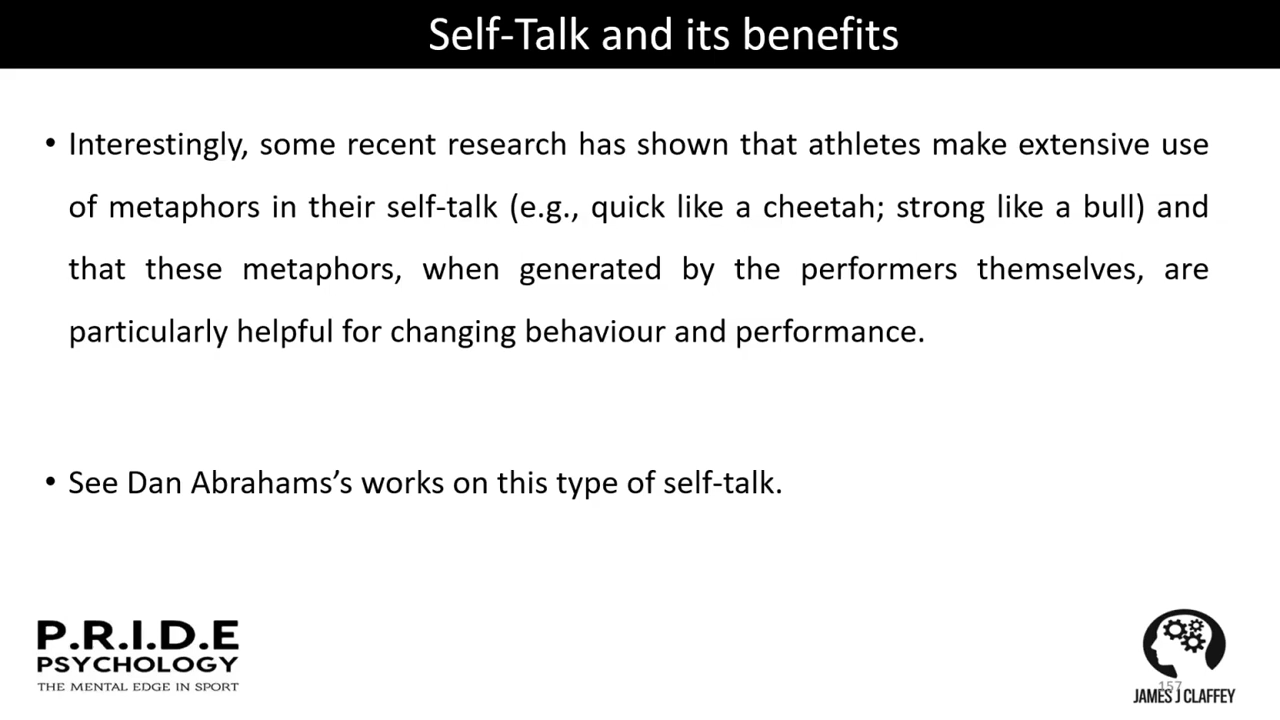 Self-Talk and its benefits
• Interestingly, some recent research has shown that athletes make extensive use
of metaphors in their self-talk (e.g., quick like a cheetah; strong like a bull) and
that these metaphors, when generated by the performers themselves, are
particularly helpful for changing behaviour and performance.
• See Dan Abrahams’s works on this type of self-talk.
P.R.I.D.E
PSYCHOLOGY
THE MENTAL EDGE IN SPORT
157
JAMES J CLAFFEY